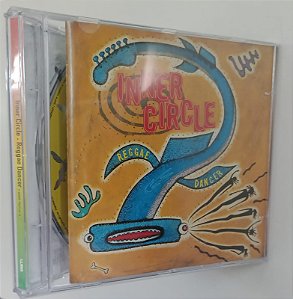 INNER
CIRCLE
REGGAE
DANCER
Inner Circle • Reggae Dancer